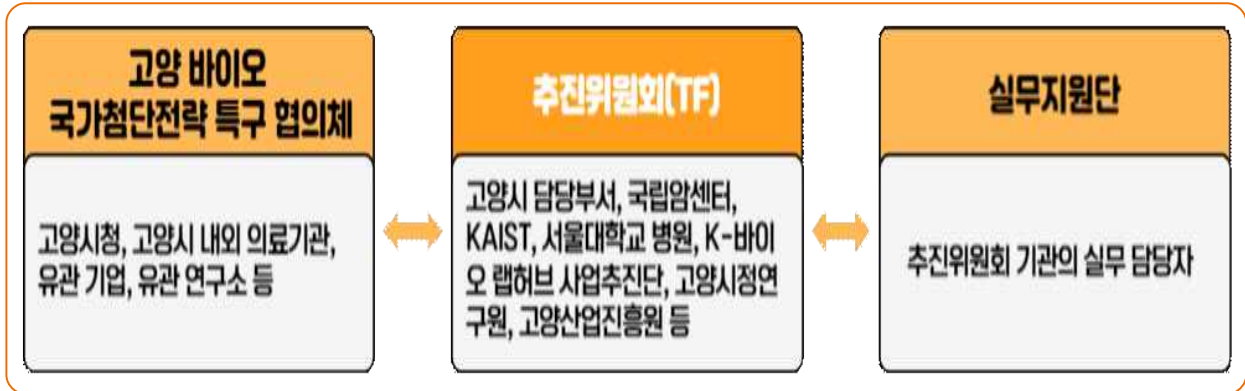 고양 바이오
국가첨단전략 특구 협의체
고양시청, 고양시 내외 의료기관,
유관 기업, 유관 연구소 등
추진위원회(TF)
고양시 담당부서, 국립암센터,
KAIST, 서울대학교 병원, K-바이
오 랩허브 사업추진단, 고양시정연
구원, 고양산업진흥원 등
실무지원단
추진위원회 기관의 실무 담당자